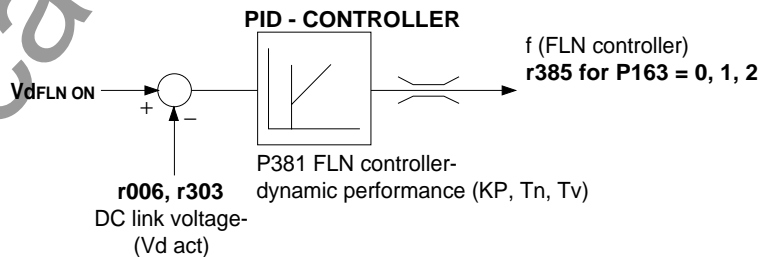 PID - CONTROLLER
f (FLN controller)
r385 for P163 = 0, 1, 2
VdFLN ON
+
−
P381 FLN controller-
dynamic performance (KP, Tn, Tv)
r006, r303
DC link voltage-
(Vd act)
ca